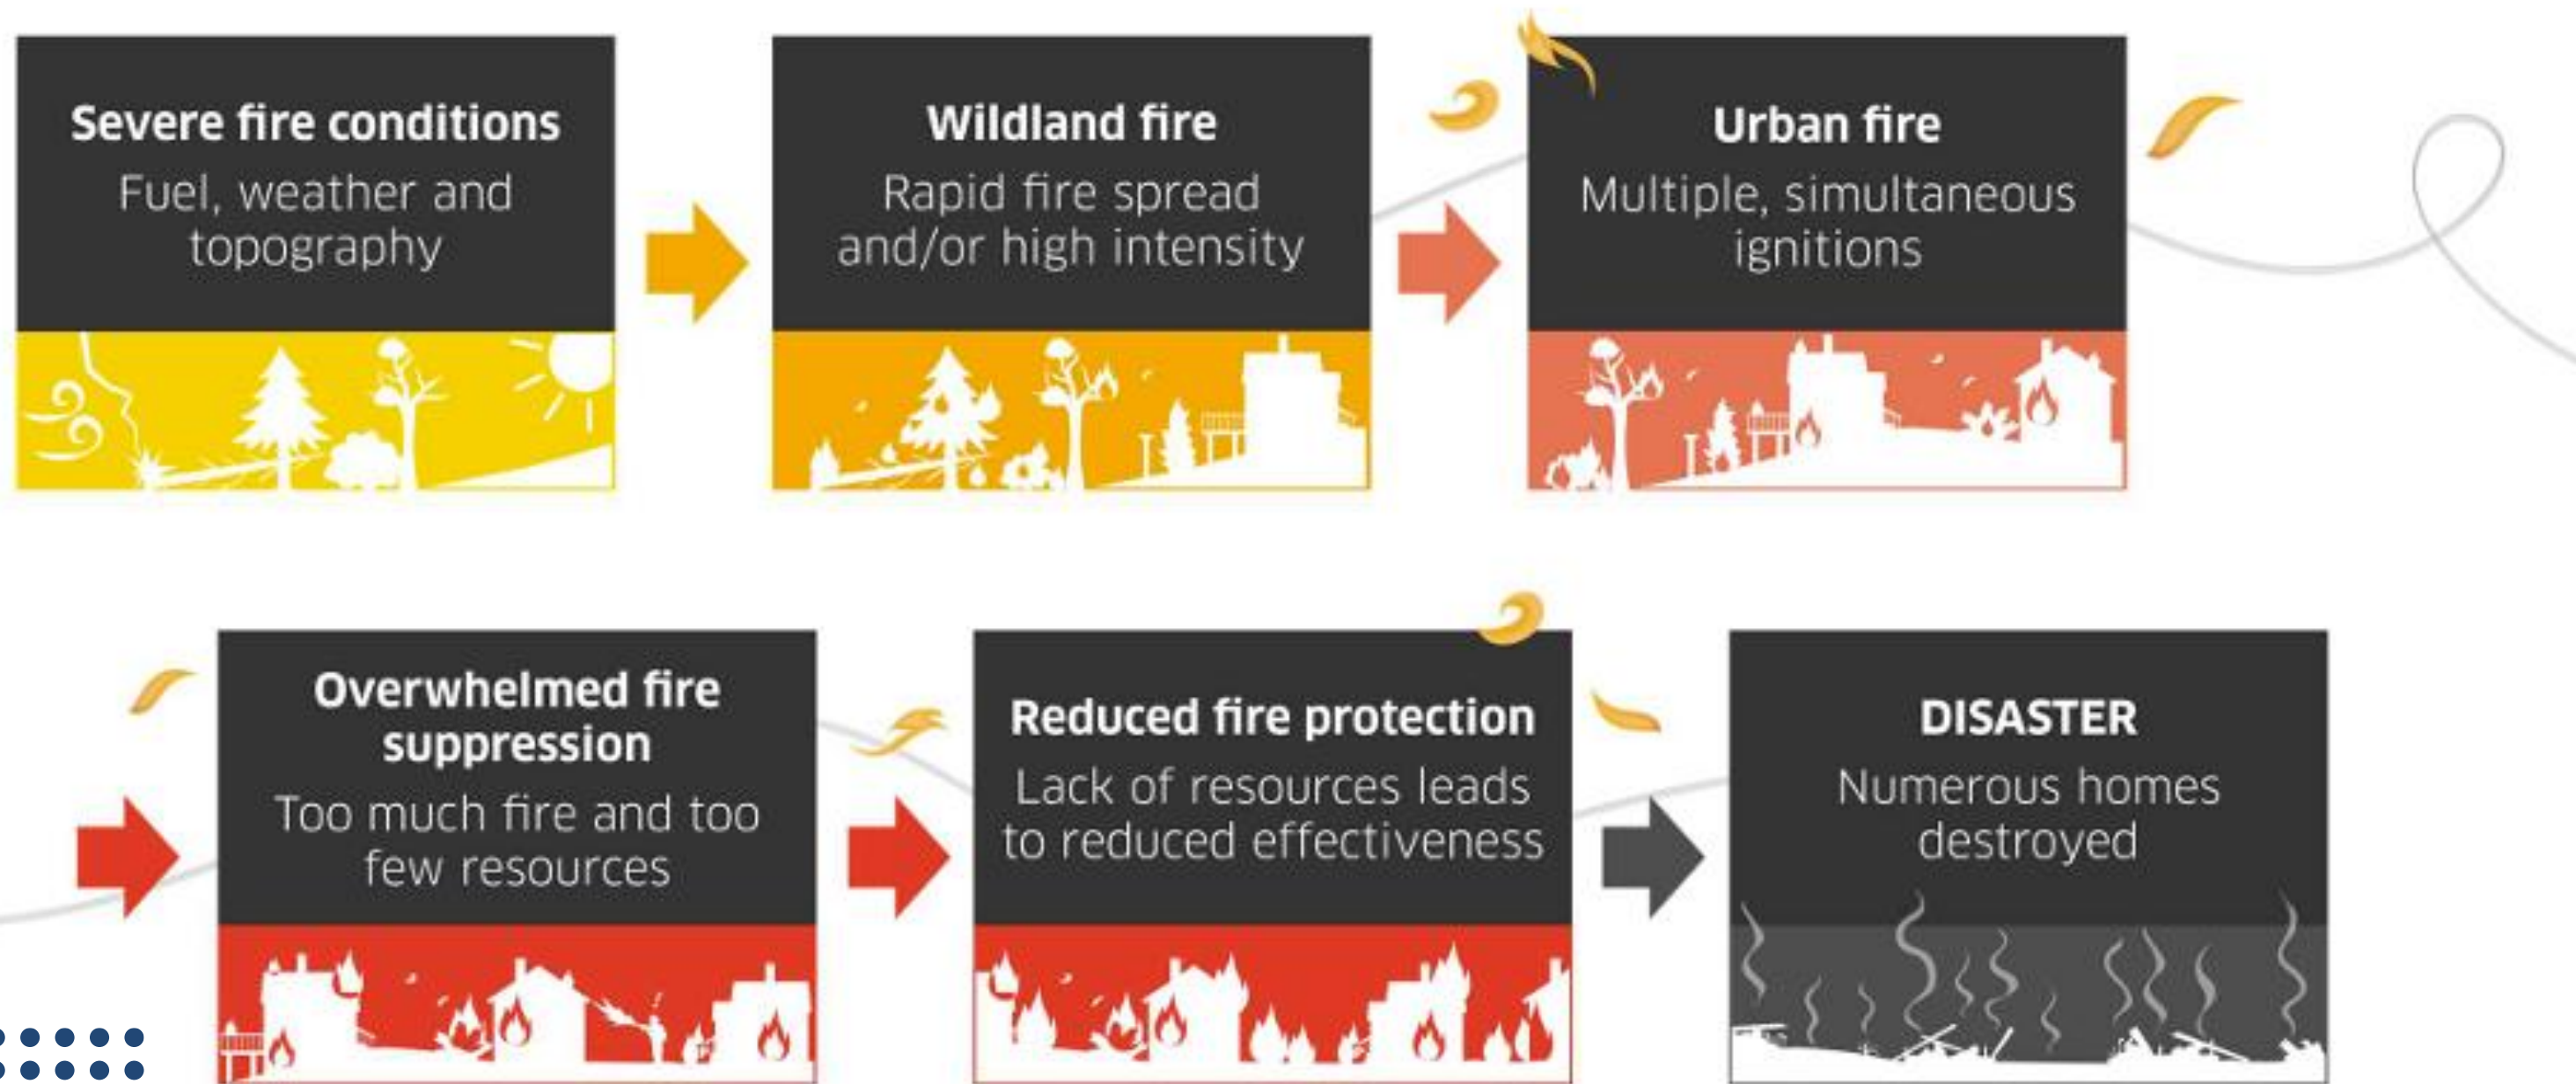 Severe fire conditions
Fuel, weather and
topography
Wildland fire
Rapid fire spread
and/or high intensity
Urban fire
Multiple, simultaneous
ignitions
Overwhelmed fire
suppression
Too much fire and too
few resources
Reduced fire protection
Lack of resources leads
to reduced effectiveness
DISASTER
Numerous homes
destroyed